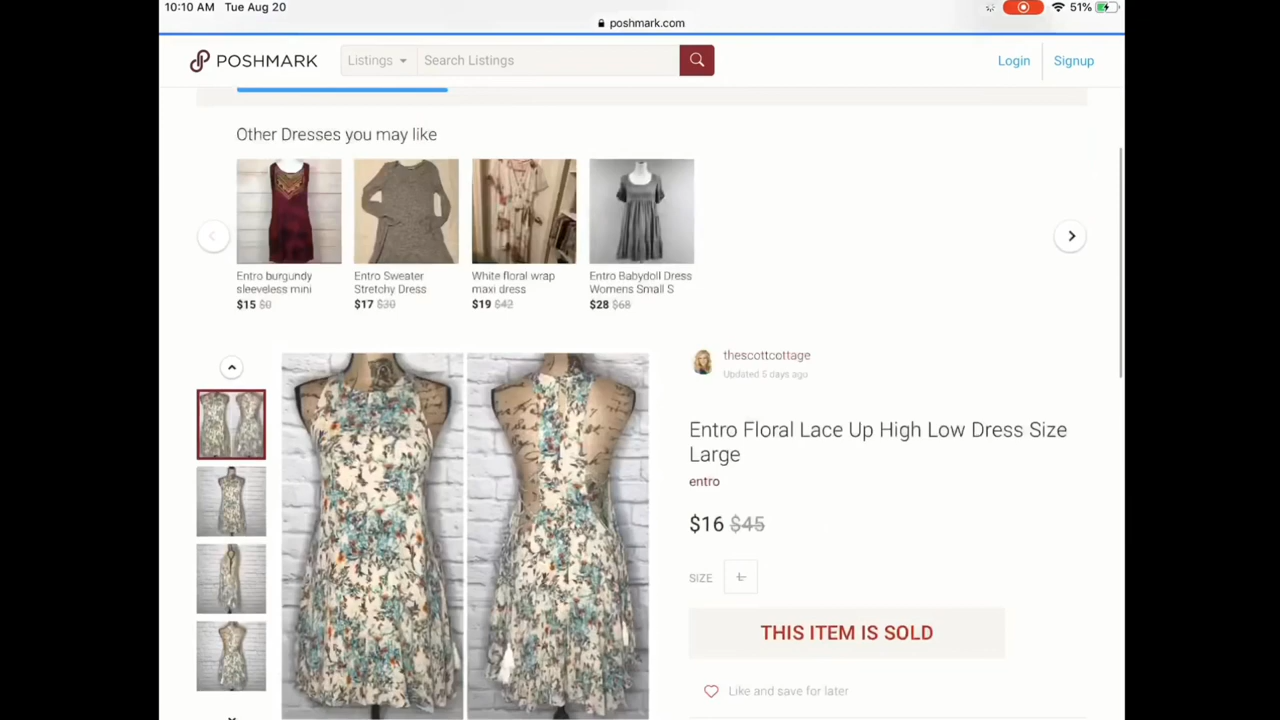 10:10 AM Tue Aug 20
51%
poshmark.com
POSHMARK
Listings
Search Listings
Login
Signup
Other Dresses you may like
Entro burgundy
sleeveless mini
$15 $0
Entro Sweater
Stretchy Dress
$17 $30
White floral wrap
maxi dress
$19 $42
Entro Babydoll Dress
Womens Small S
$28 $68
thescottcottage
Updated 5 days ago
Entro Floral Lace Up High Low Dress Size
Large
entro
$16 $45
SIZE
L
THIS ITEM IS SOLD
Like and save for later